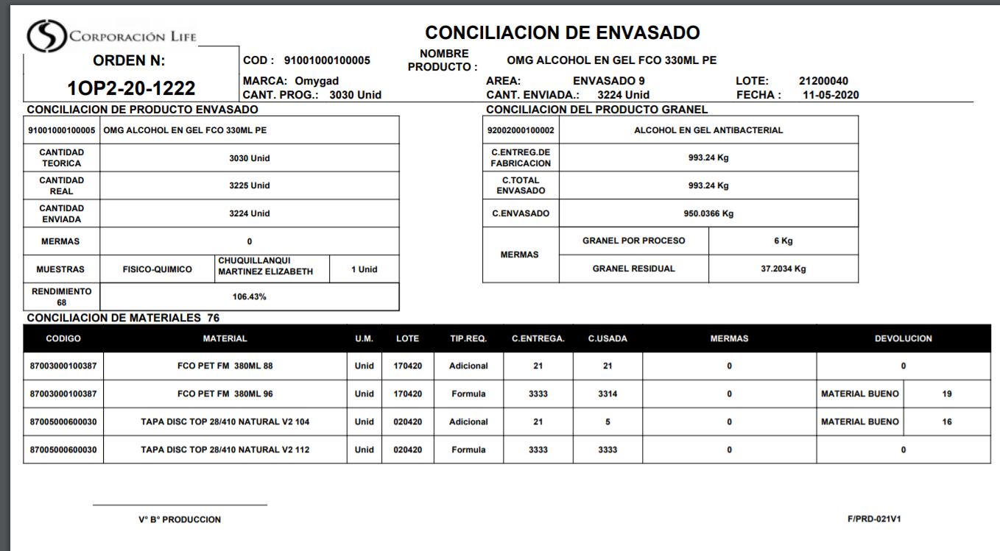 CORPORACIÓN LIFE
CONCILIACION DE ENVASADO
ORDEN N:
1OP2-20-1222
COD : 91001000100005
NOMBRE
PRODUCTO :
OMG ALCOHOL EN GEL FCO 330ML PE
MARCA: Omygad
AREA: ENVASADO 9
LOTE: 21200040
CANT. PROG.: 3030 Unid
CANT. ENVIADA.: 3224 Unid
FECHA : 11-05-2020
CONCILIACION DE PRODUCTO ENVASADO
91001000100005 OMG ALCOHOL EN GEL FCO 330ML PE
CANTIDAD
TEORICA
3030 Unid
CANTIDAD
REAL
3225 Unid
CANTIDAD
ENVIADA
3224 Unid
MERMAS 0
MUESTRAS FISICO-QUIMICO
CHUQUILLANQUI
MARTINEZ ELIZABETH
1 Unid
RENDIMIENTO
68
106.43%
CONCILIACION DEL PRODUCTO GRANEL
92002000100002 ALCOHOL EN GEL ANTIBACTERIAL
C.ENTREG.DE
FABRICACION
993.24 Kg
C.TOTAL
ENVASADO
993.24 Kg
C.ENVASADO 950.0366 Kg
MERMAS
GRANEL POR PROCESO 6 Kg
GRANEL RESIDUAL 37.2034 Kg
CONCILIACION DE MATERIALES 76
CODIGO MATERIAL U.M. LOTE TIP.REQ. C.ENTREGA. C.USADA MERMAS DEVOLUCION
87003000100387 FCO PET FM 380ML 88 Unid 170420 Adicional 21 21 0 0
87003000100387 FCO PET FM 380ML 96 Unid 170420 Formula 3333 3314 0 MATERIAL BUENO 19
87005000600030 TAPA DISC TOP 28/410 NATURAL V2 104 Unid 020420 Adicional 21 5 0 MATERIAL BUENO 16
87005000600030 TAPA DISC TOP 28/410 NATURAL V2 112 Unid 020420 Formula 3333 3333 0 0
V° B° PRODUCCION
F/PRD-021V1